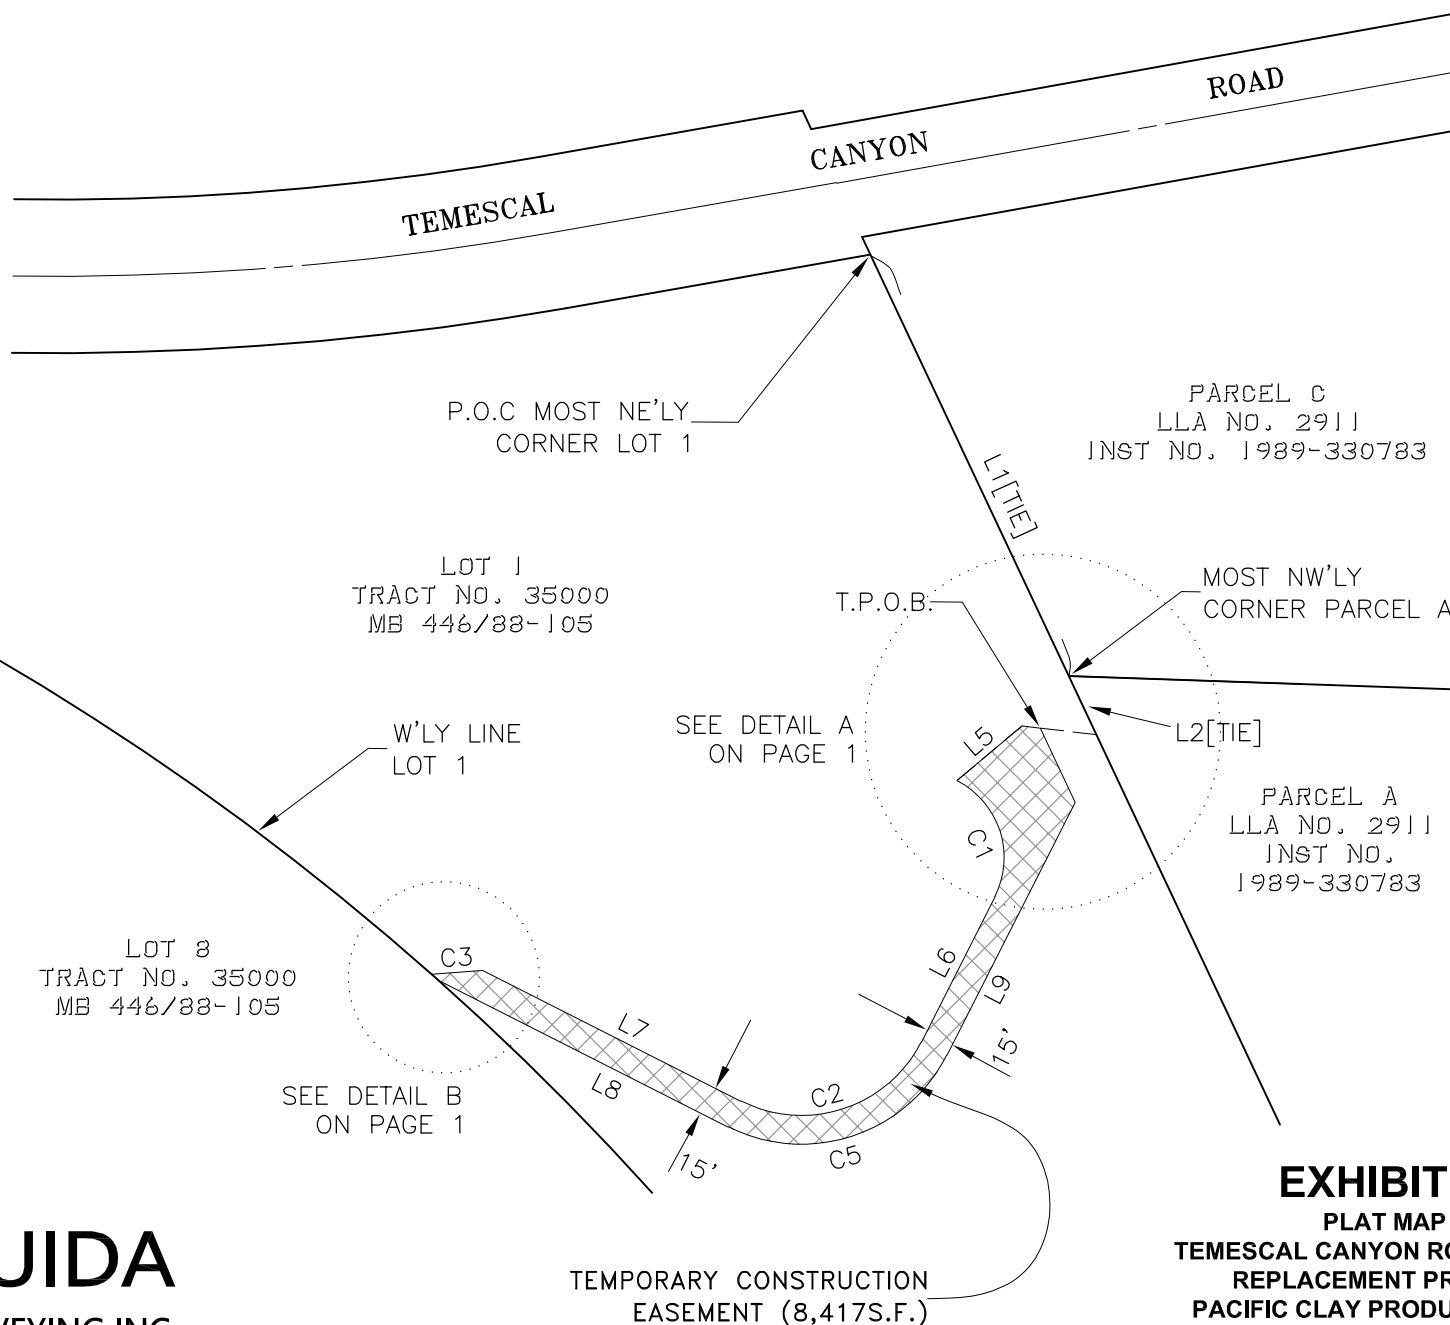 ROAD
CANYON
TEMESCAL
P.O.C MOST NE'LY
CORNER LOT 1
PARCEL C
LLA NO. 2911
INST NO. 1989-330783
L1[TIE]
LOT 1
TRACT NO. 35000
MB 446/88-105
T.P.O.B.
MOST NW'LY
CORNER PARCEL A
W'LY LINE
LOT 1
SEE DETAIL A
ON PAGE 1
L5
L2[TIE]
PARCEL A
LLA NO. 2911
INST NO.
1989-330783
C1
LOT 8
TRACT NO. 35000
MB 446/88-105
C3
L6
L9
L7
L8
15'
C2
SEE DETAIL B
ON PAGE 1
15'
C5
EXHIBIT
PLAT MAP
TEMESCAL CANYON
REPLACEMENT
PACIFIC CLAY
UIDA
TEMPORARY CONSTRUCTION
EASEMENT (8,417S.F.)